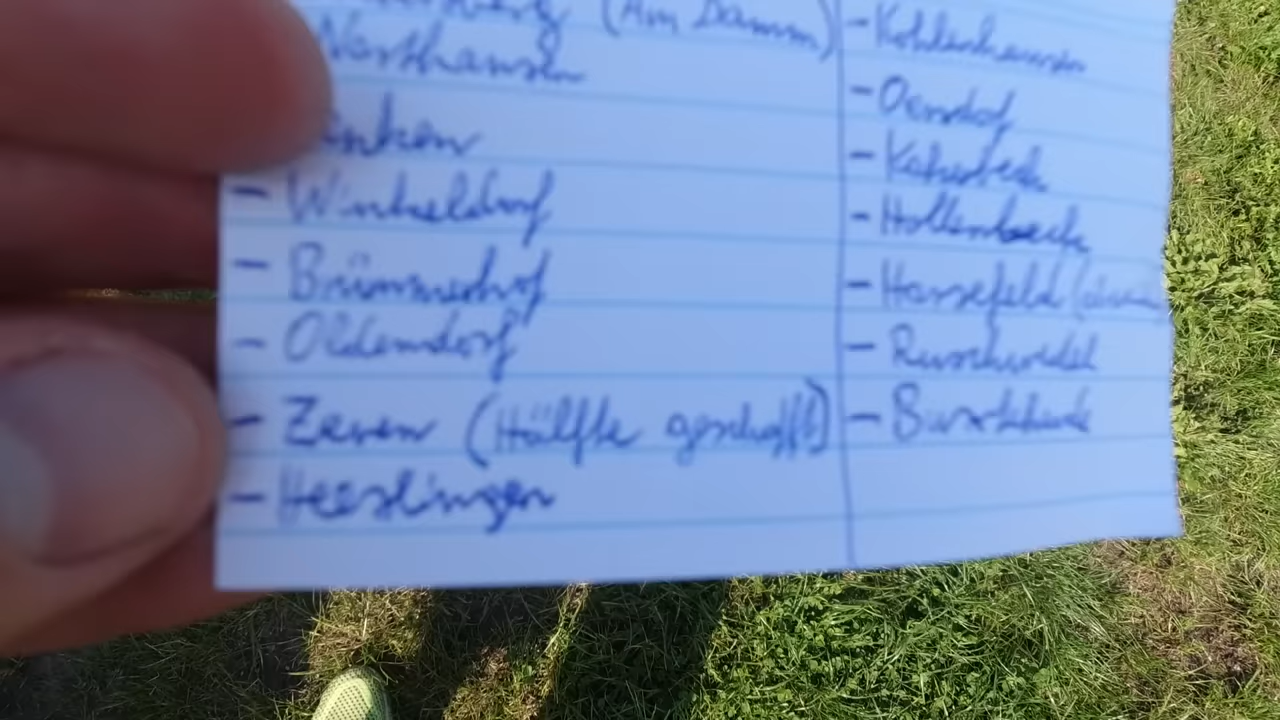 (Am Damm)
Northausen
- Winkeldorf
- Brümmerhof
- Oldendorf
- Zeven (Hälfte geschafft)
- Heeslingen
- Kohlenhausen
- Oersdorf
- Kakerbeck
- Hollenbeck
- Harsefeld
- Ruschwedel
- Buxtehude